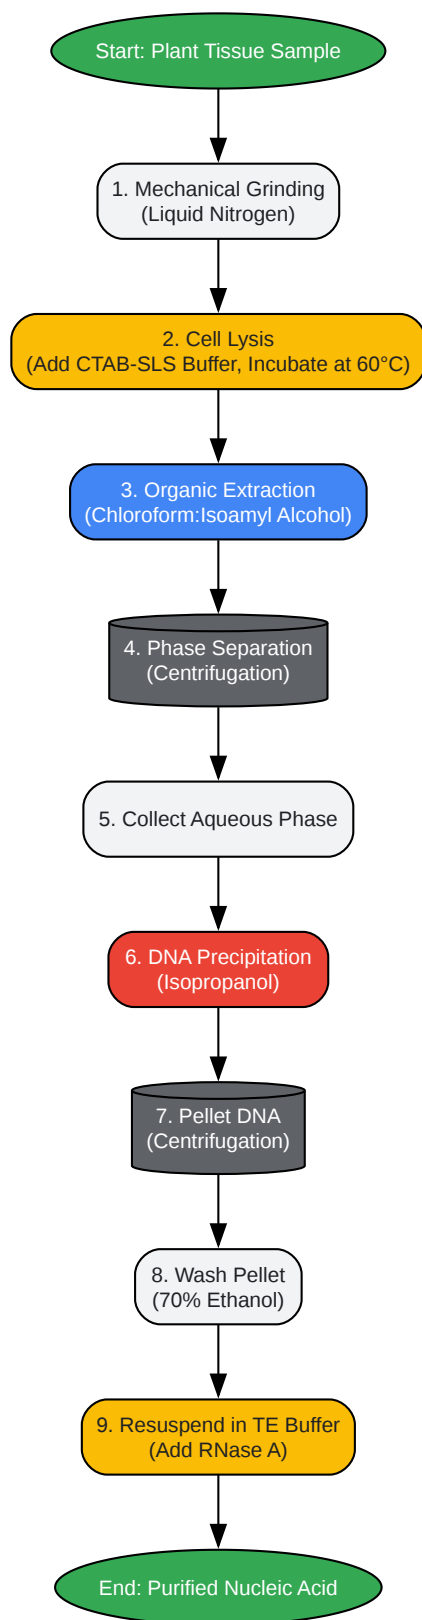 Start: Plant Tissue Sample
1. Mechanical Grinding
(Liquid Nitrogen)
2. Cell Lysis
(Add CTAB-SLS Buffer, Incubate at 60°C)
3. Organic Extraction
(Chloroform:Isoamyl Alcohol)
4. Phase Separation
(Centrifugation)
5. Collect Aqueous Phase
6. DNA Precipitation
(Isopropanol)
7. Pellet DNA
(Centrifugation)
8. Wash Pellet
(70% Ethanol)
9. Resuspend in TE Buffer
(Add RNase A)
End: Purified Nucleic Acid